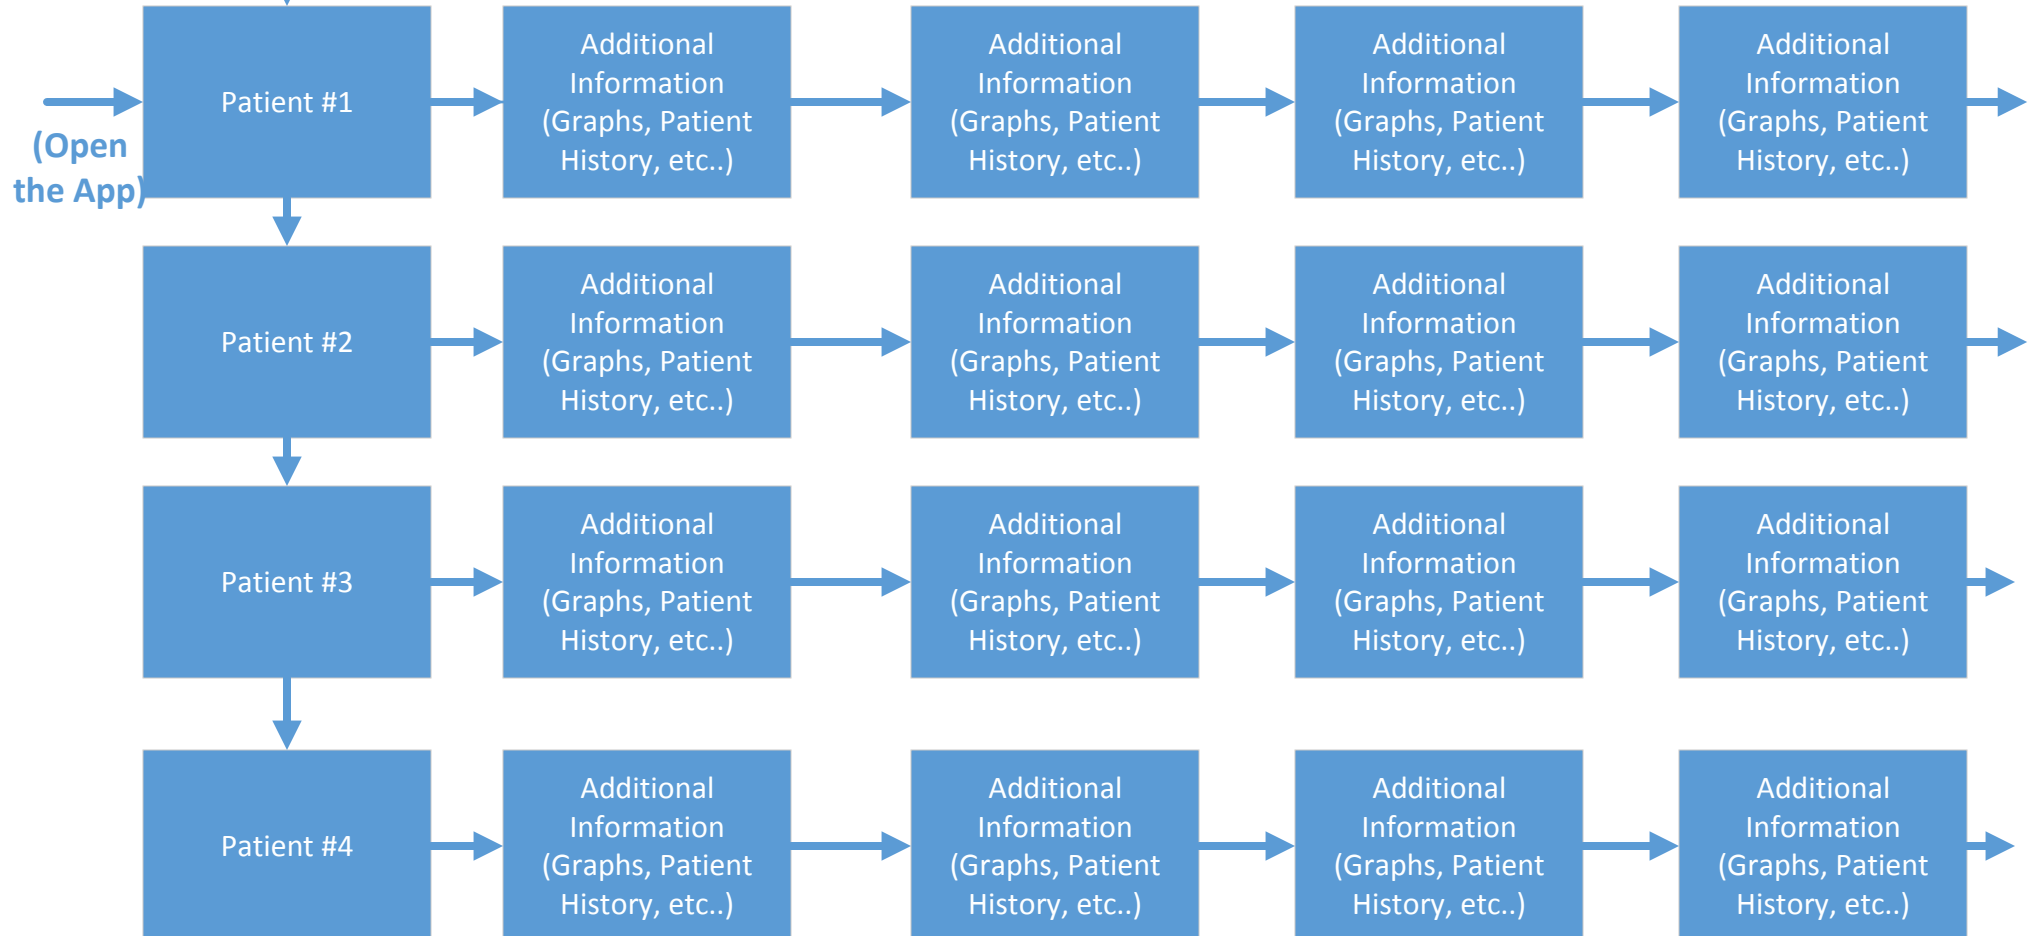 Patient #1
Additional
Information
(Graphs, Patient
History, etc..)
Additional
Information
(Graphs, Patient
History, etc..)
Additional
Information
(Graphs, Patient
History, etc..)
Additional
Information
(Graphs, Patient
History, etc..)
(Open
the App)
Patient #2
Additional
Information
(Graphs, Patient
History, etc..)
Additional
Information
(Graphs, Patient
History, etc..)
Additional
Information
(Graphs, Patient
History, etc..)
Additional
Information
(Graphs, Patient
History, etc..)
Patient #3
Additional
Information
(Graphs, Patient
History, etc..)
Additional
Information
(Graphs, Patient
History, etc..)
Additional
Information
(Graphs, Patient
History, etc..)
Additional
Information
(Graphs, Patient
History, etc..)
Patient #4
Additional
Information
(Graphs, Patient
History, etc..)
Additional
Information
(Graphs, Patient
History, etc..)
Additional
Information
(Graphs, Patient
History, etc..)
Additional
Information
(Graphs, Patient
History, etc..)